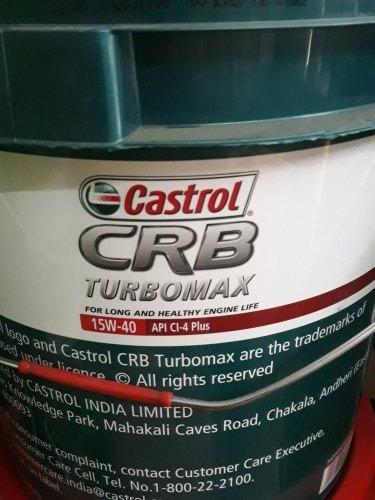 Castrol
CRB
TURBOMAX
FOR LONG AND HEALTHY ENGINE LIFE
15W-40 API CI-4 Plus
logo and Castrol CRB Turbomax are the trademarks of
under licence. © All rights reserved
by CASTROL INDIA LIMITED
Knowledge Park, Mahakali Caves Road, Chakala, Andheri
consumer complaint, contact Customer Care Executive,
Care Cell, Tel. No.1-800-22-2100.
label.